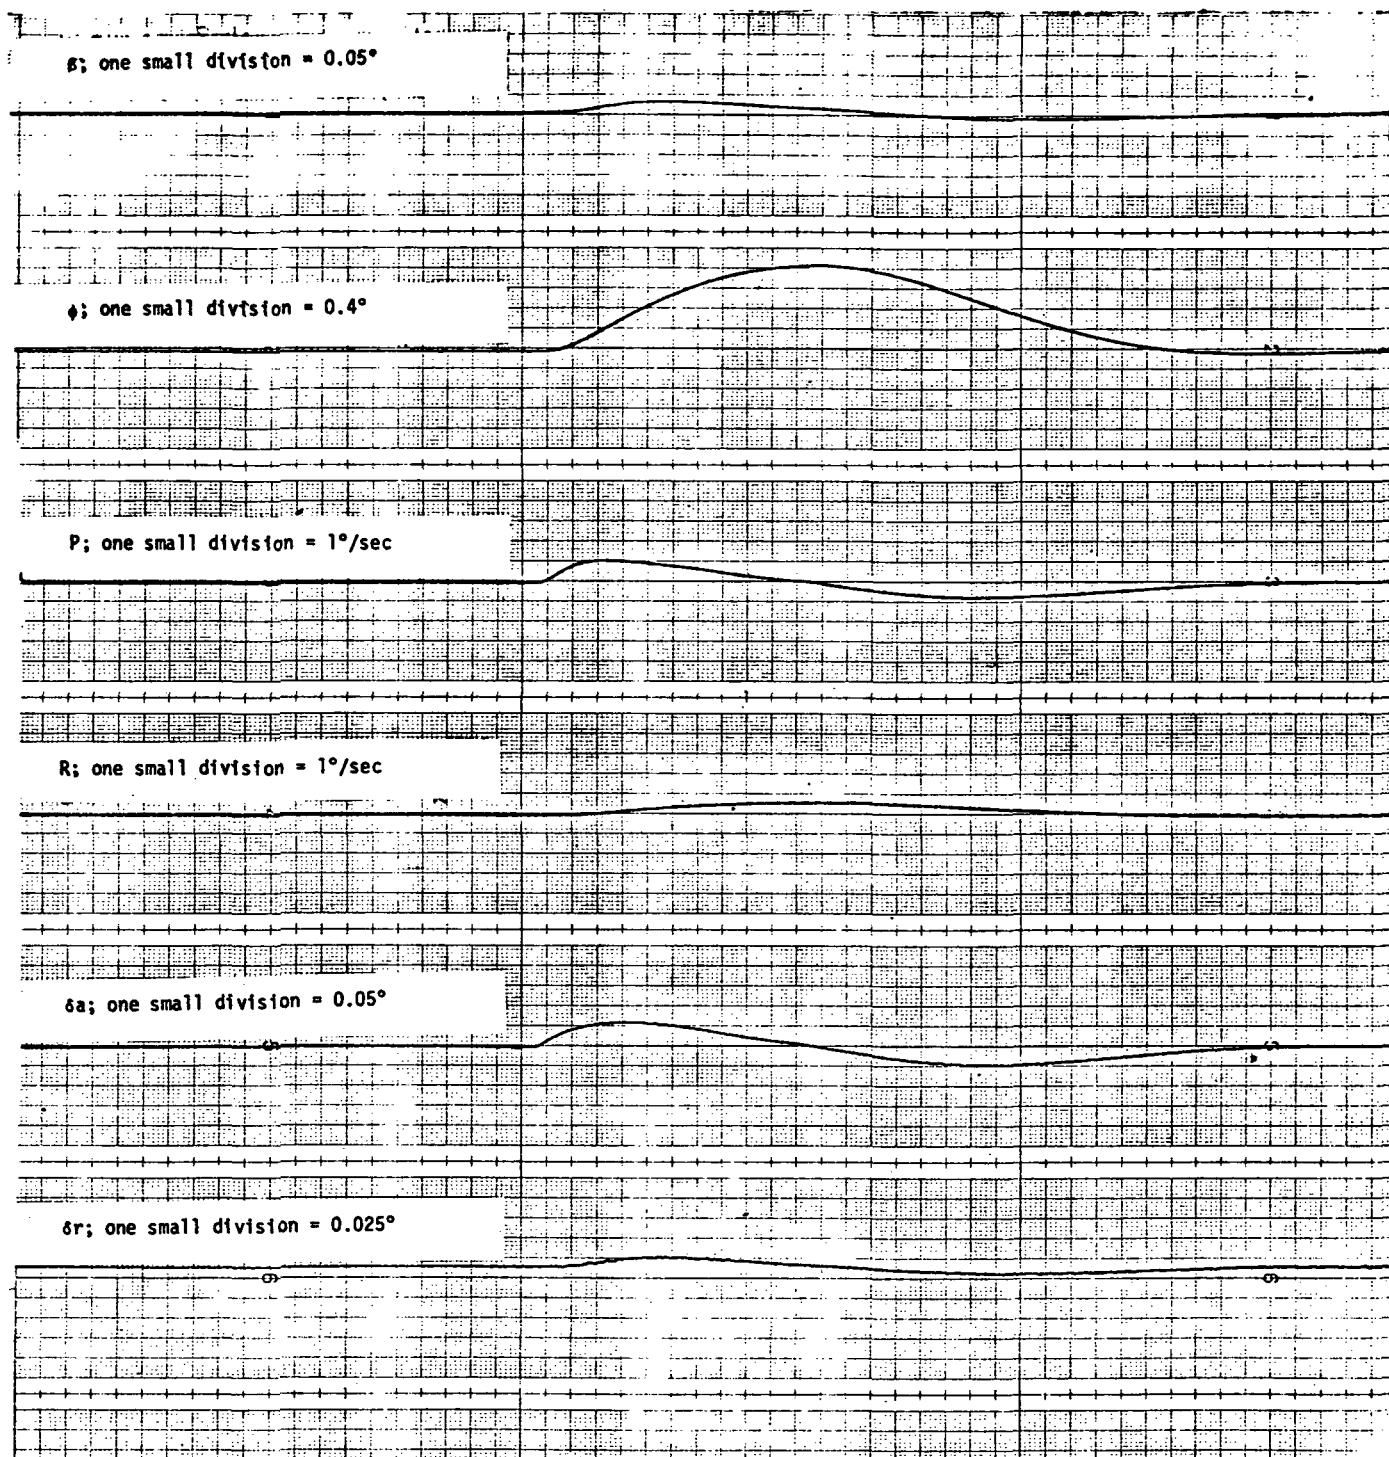 β; one small division = 0.05°
φ; one small division = 0.4°
P; one small division = 1°/sec
R; one small division = 1°/sec
δa; one small division = 0.05°
δr; one small division = 0.025°